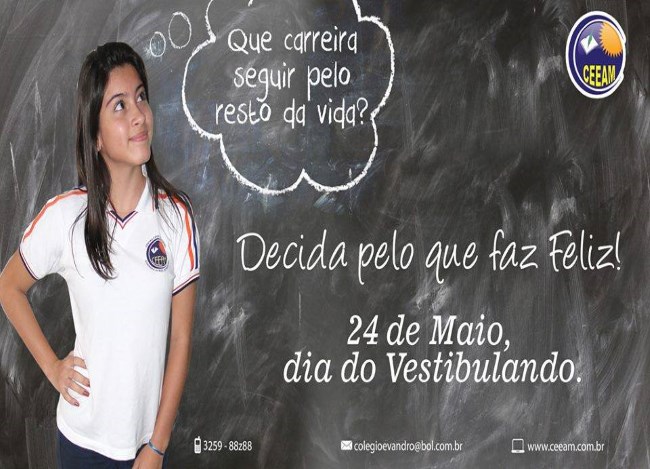 Que carreira
seguir pelo
resto da vida?
CEEAM
Decida pelo que faz Feliz!
CEEAM
24 de Maio,
dia do Vestibulando.
3259 - 88z88
colegioevandro@bol.com.br
www.ceeam.com.br